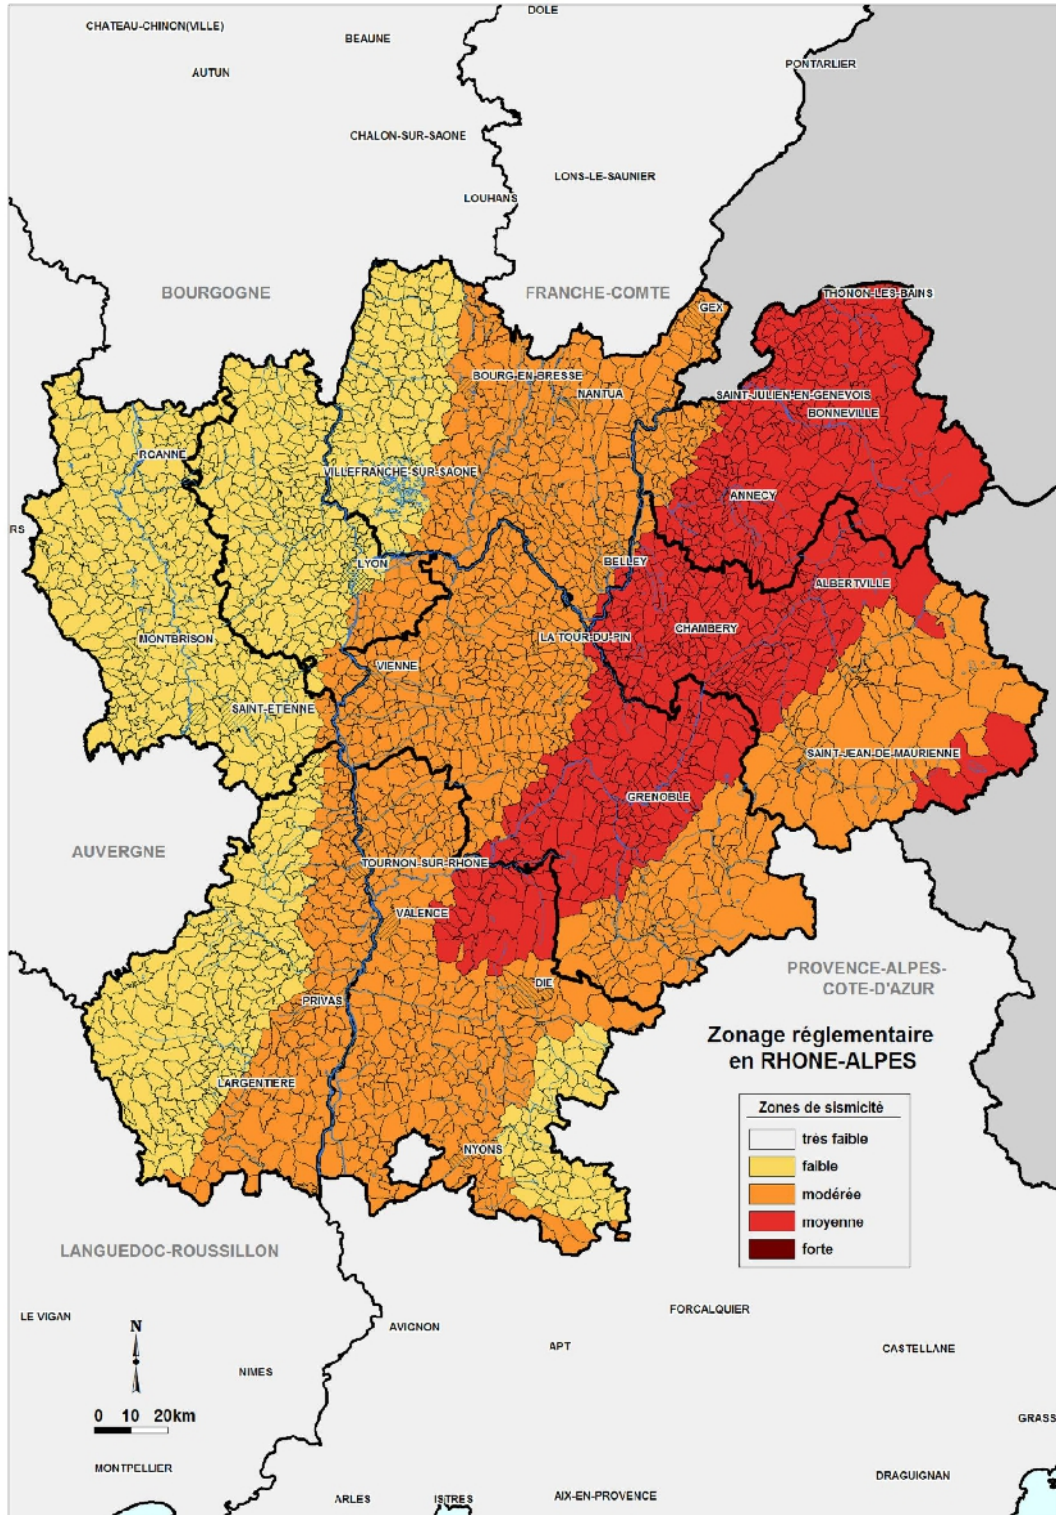 DOLE
CHATEAU-CHINON(VILLE)
BEAUNE
PONTARLIER
AUTUN
CHALON-SUR-SAONE
LONS-LE-SAUNIER
LOUHANS
BOURGOGNE
FRANCHE-COMTE
THONON-LES-BAINS
GEX
BOURG-EN-BRESSE
NANTUA
SAINT-JULIEN-EN-GENEVOIS
BONNEVILLE
ROANNE
VILLEFRANCHE-SUR-SAONE
ANNECY
RS
LYON
BELLEY
ALBERTVILLE
MONTBRISON
LA TOUR-DU-PIN
CHAMBERY
VIENNE
SAINT-ETIENNE
SAINT-JEAN-DE-MAURIENNE
GRENOBLE
AUVERGNE
TOURNON-SUR-RHONE
VALENCE
PROVENCE-ALPES-
COTE-D'AZUR
DIE
PRIVAS
Zonage réglementaire
en RHONE-ALPES
LARGENTIERE
Zones de sismicité
très faible
faible
modérée
moyenne
forte
NYONS
LANGUEDOC-ROUSSILLON
LE VIGAN
FORCALQUIER
AVIGNON
APT
CASTELLANE
N
NIMES
0 10 20km
GRASS
MONTPELLIER
DRAGUIGNAN
ARLES
ISTRES
AIX-EN-PROVENCE